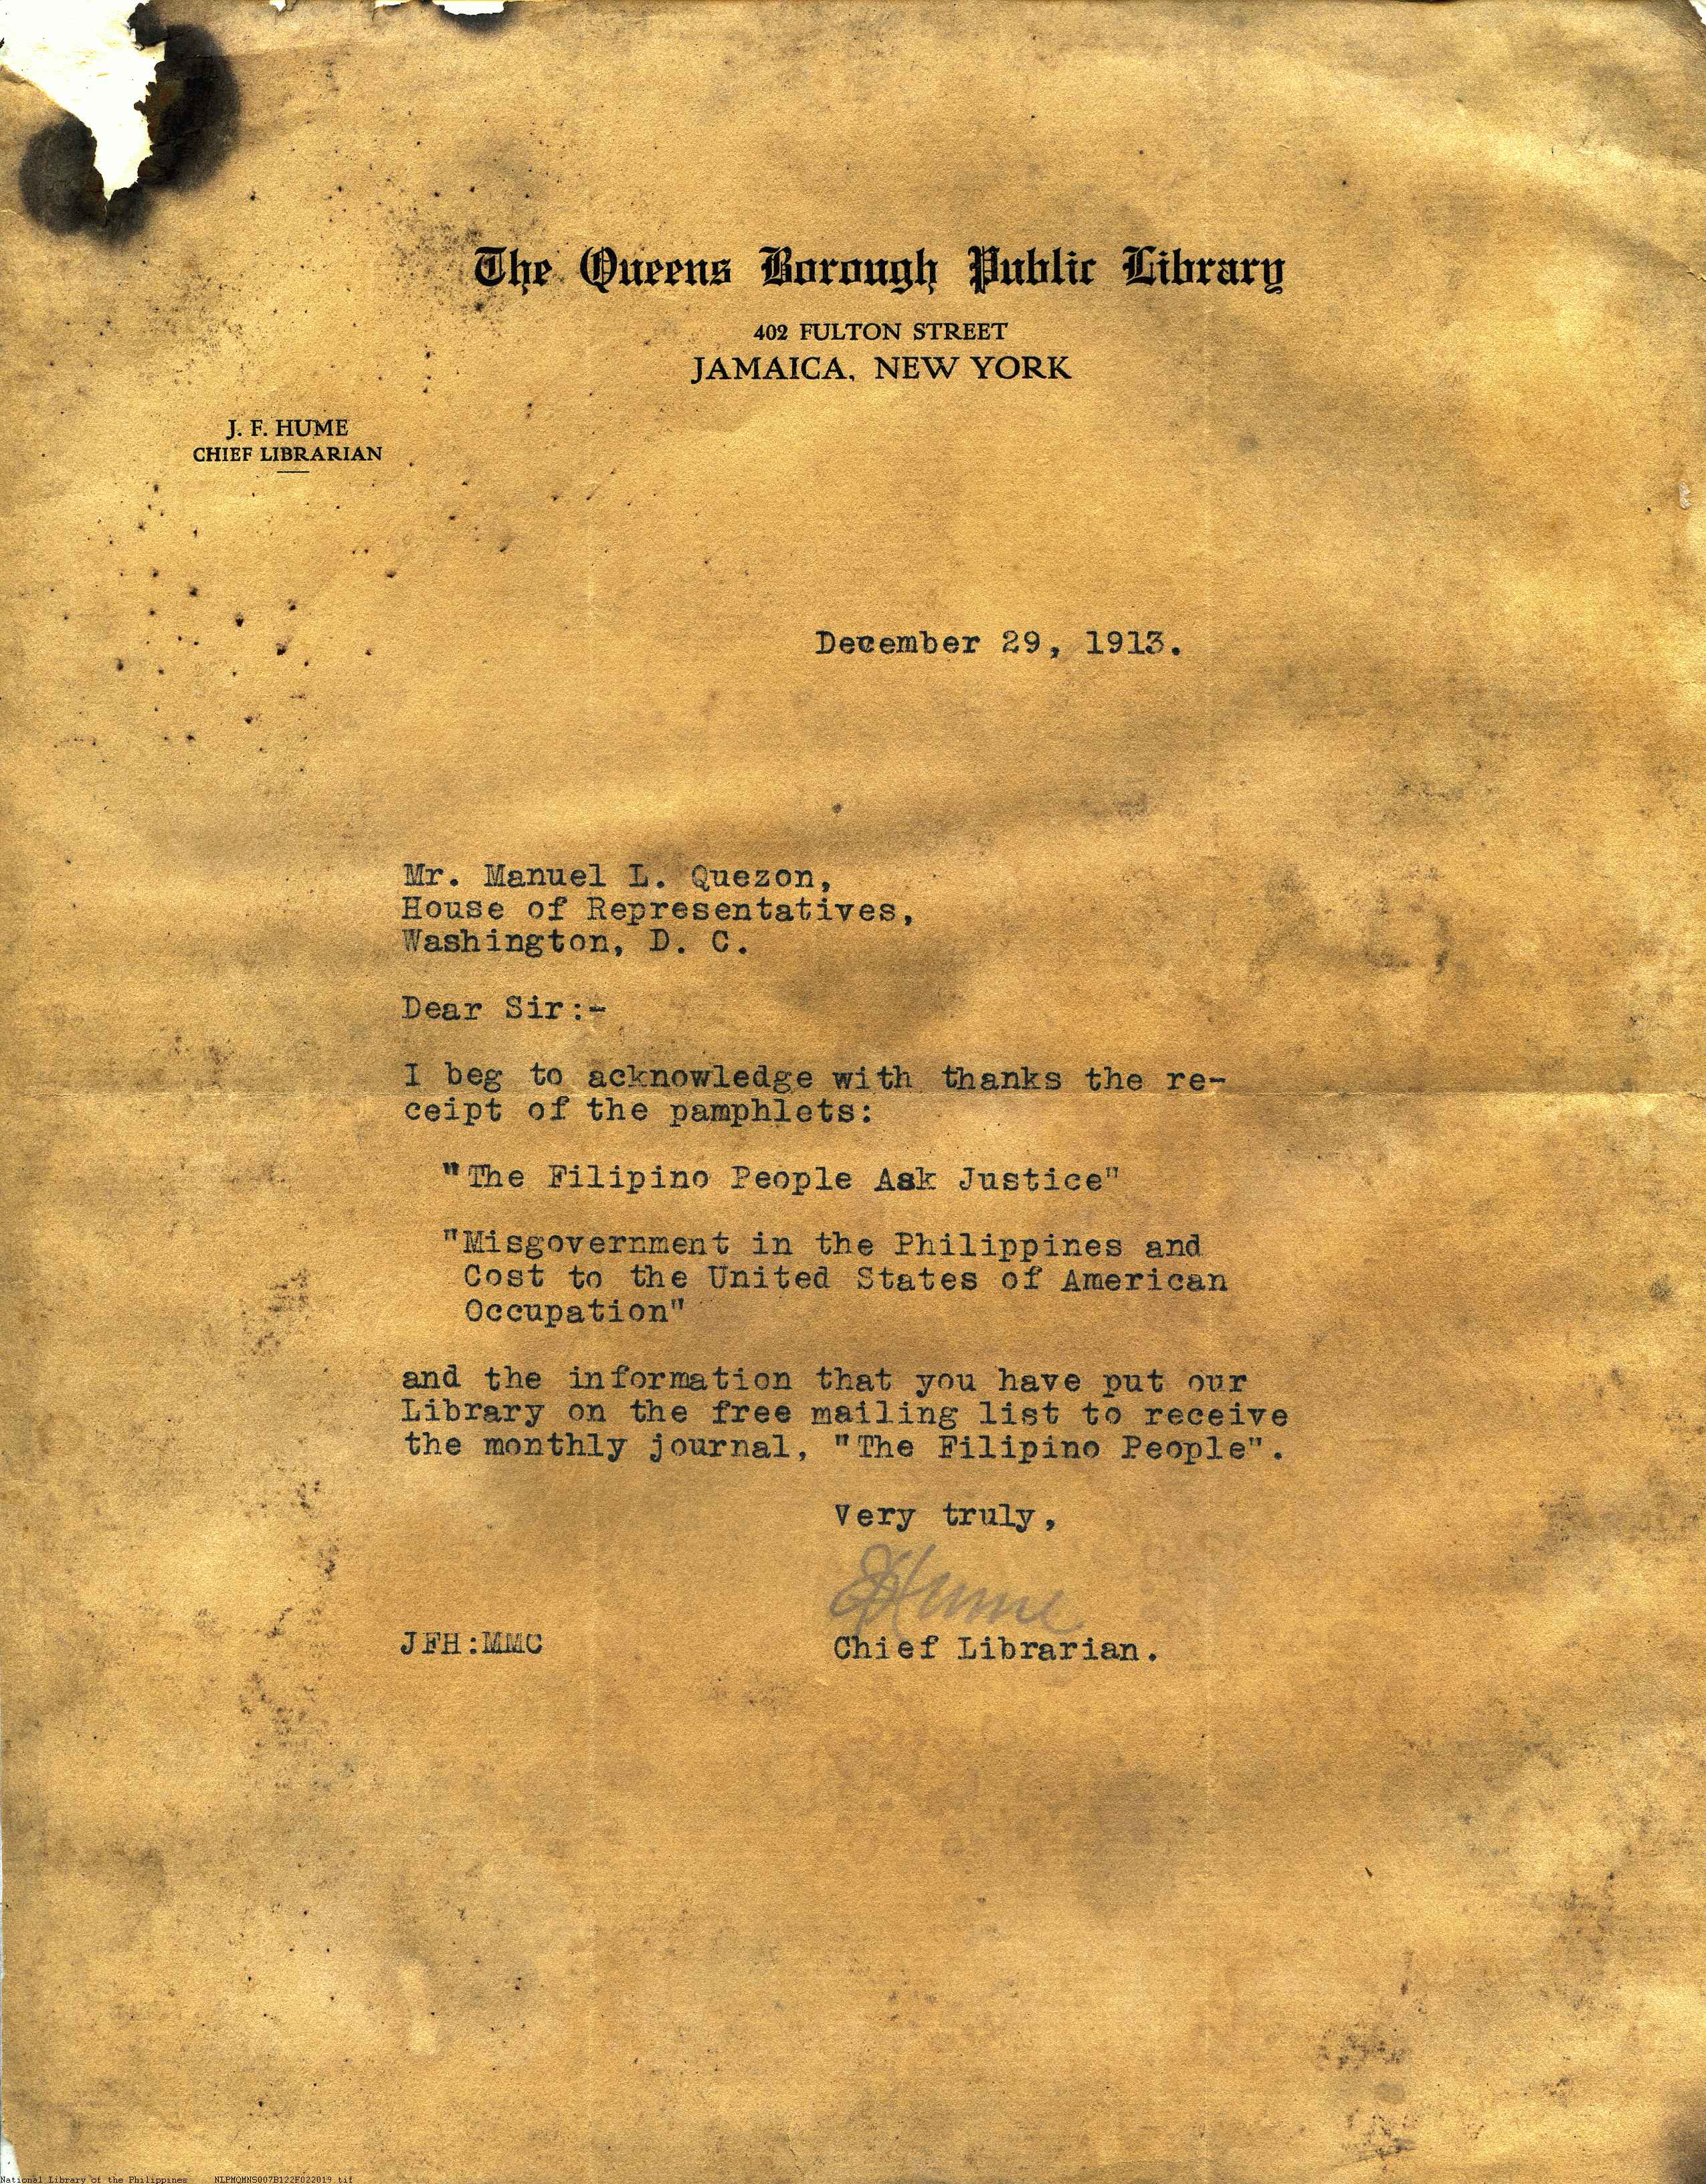 The Queens Borough Public Library
402 FULTON STREET
JAMAICA, NEW YORK
J. F. HUME
CHIEF LIBRARIAN
December 29, 1913.
Mr. Manuel L. Quezon,
House of Representatives,
Washington, D. C.
Dear Sir:-
I beg to acknowledge with thanks the re-
ceipt of the pamphlets:
"The Filipino People Ask Justice"
"Misgovernment in the Philippines and
Cost to the United States of American
Occupation"
and the information that you have put our
Library on the free mailing list to receive
the monthly journal, "The Filipino People".
Very truly,
JFHume
JFH:MMC
Chief Librarian.
National Library of the Philippines NLPMQMNS007B122F022019.tif